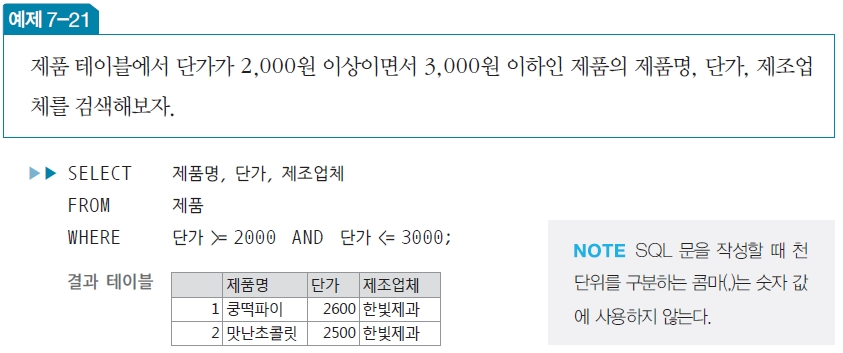 예제 7-21
제품 테이블에서 단가가 2,000원 이상이면서 3,000원 이하인 제품의 제품명, 단가, 제조업
체를 검색해보자.
▶▶ SELECT 제품명, 단가, 제조업체
FROM 제품
WHERE 단가 >= 2000 AND 단가 <= 3000;
결과 테이블
제품명 단가 제조업체
1 쿵떡파이 2600 한빛제과
2 맛난초콜릿 2500 한빛제과
NOTE SQL 문을 작성할 때 천
단위를 구분하는 콤마(,)는 숫자 값
에 사용하지 않는다.